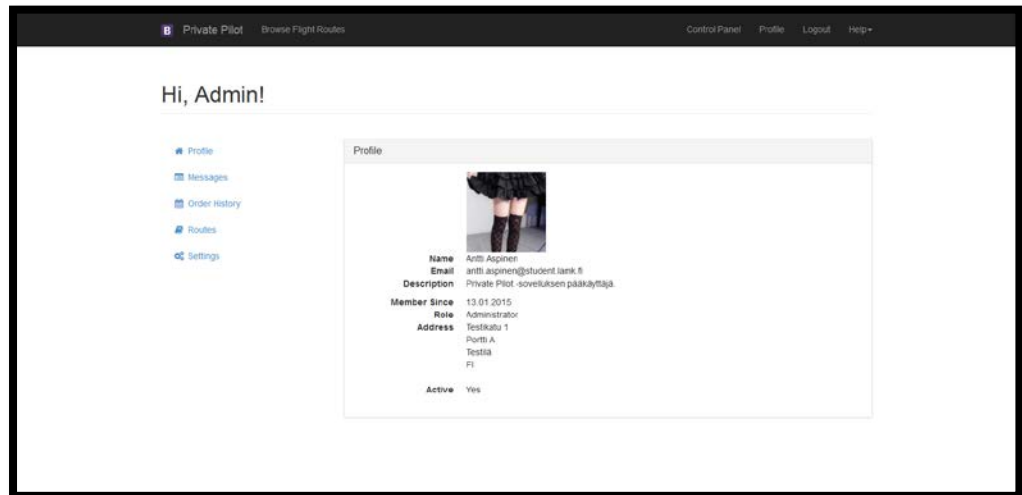 B Private Pilot Browse Flight Routes Control Panel Profile Logout Help
Hi, Admin!
Profile
Messages
Order History
Routes
Settings
Profile
Name Antti Aspinen
Email antti.aspinen@student.lamk.fi
Description Private Pilot -sovelluksen pääkäyttäjä.
Member Since 13.01.2015
Role Administrator
Address Testikatu 1
Portti A
Testilä
FI
Active Yes